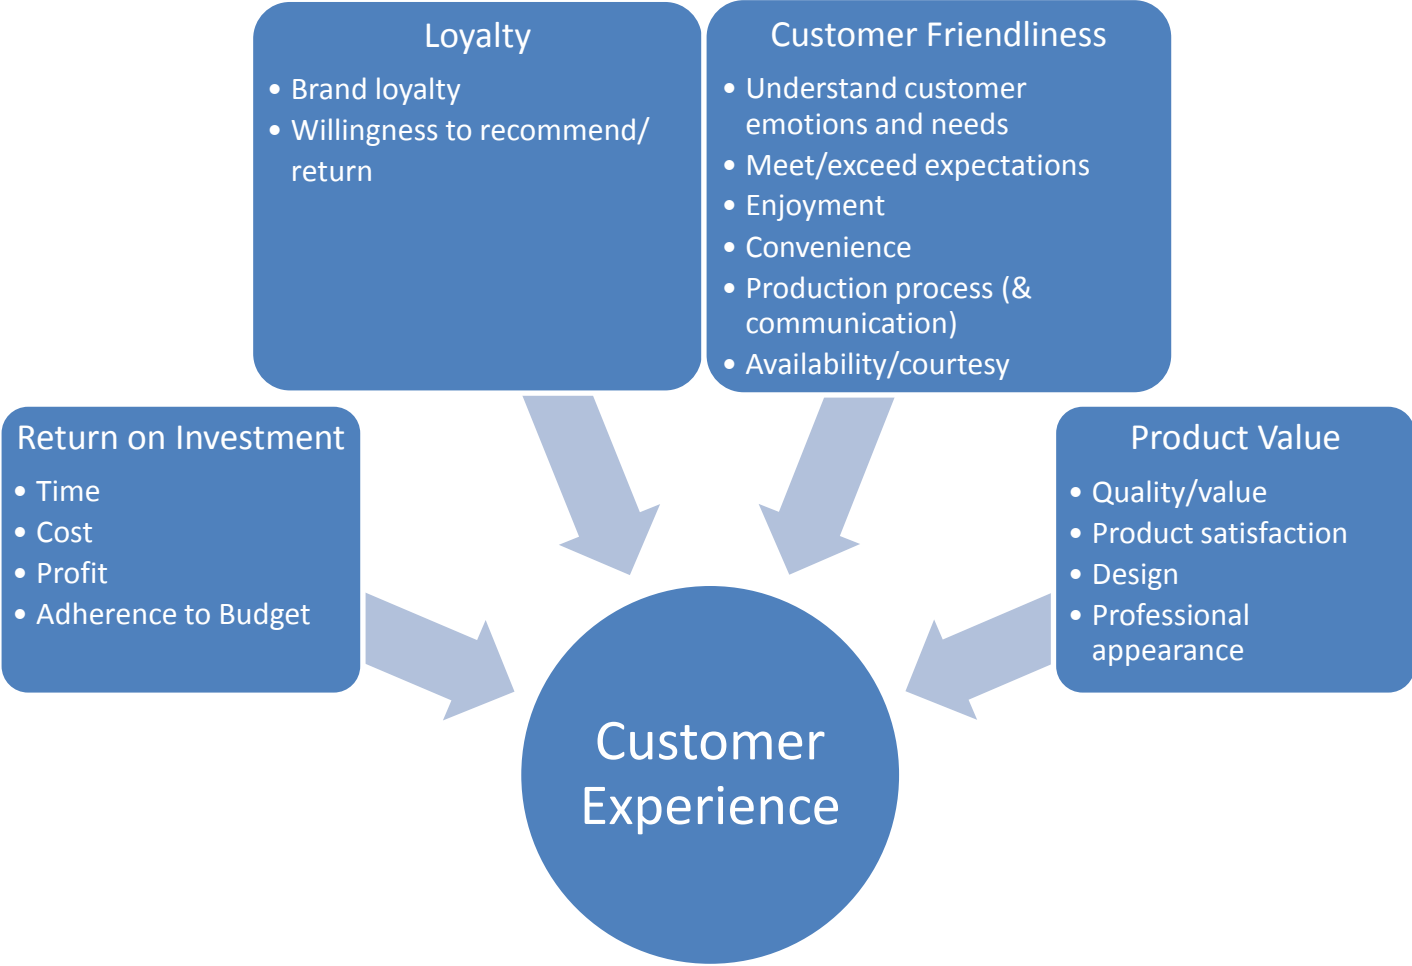 Loyalty
• Brand loyalty
• Willingness to recommend/
return
Customer Friendliness
• Understand customer
emotions and needs
• Meet/exceed expectations
• Enjoyment
• Convenience
• Production process (&
communication)
• Availability/courtesy
Return on Investment
• Time
• Cost
• Profit
• Adherence to Budget
Product Value
• Quality/value
• Product satisfaction
• Design
• Professional
appearance
Customer
Experience